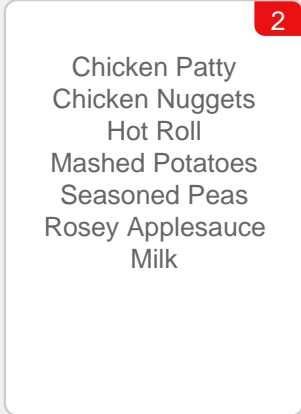 2
Chicken Patty
Chicken Nuggets
Hot Roll
Mashed Potatoes
Seasoned Peas
Rosey Applesauce
Milk